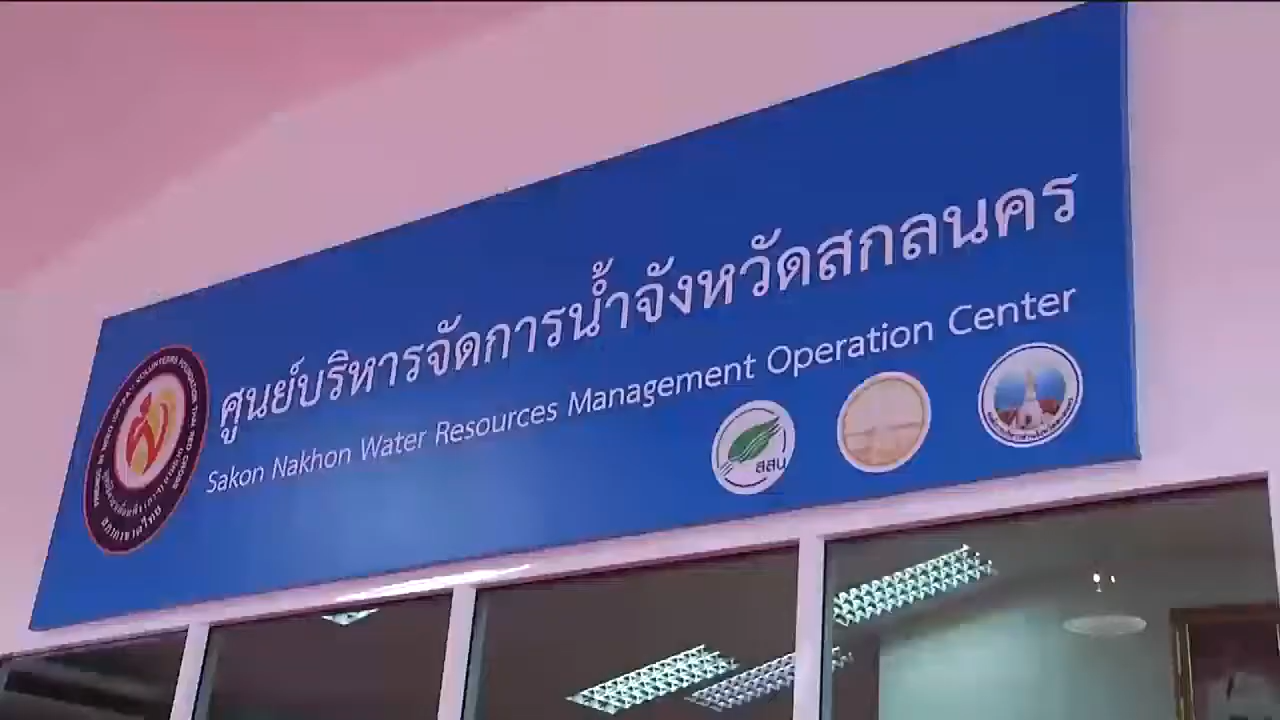 ศูนย์บริหารจัดการน้ำจังหวัดสกลนคร
Sakon Nakhon Water Resources Management Operation Center
สสน